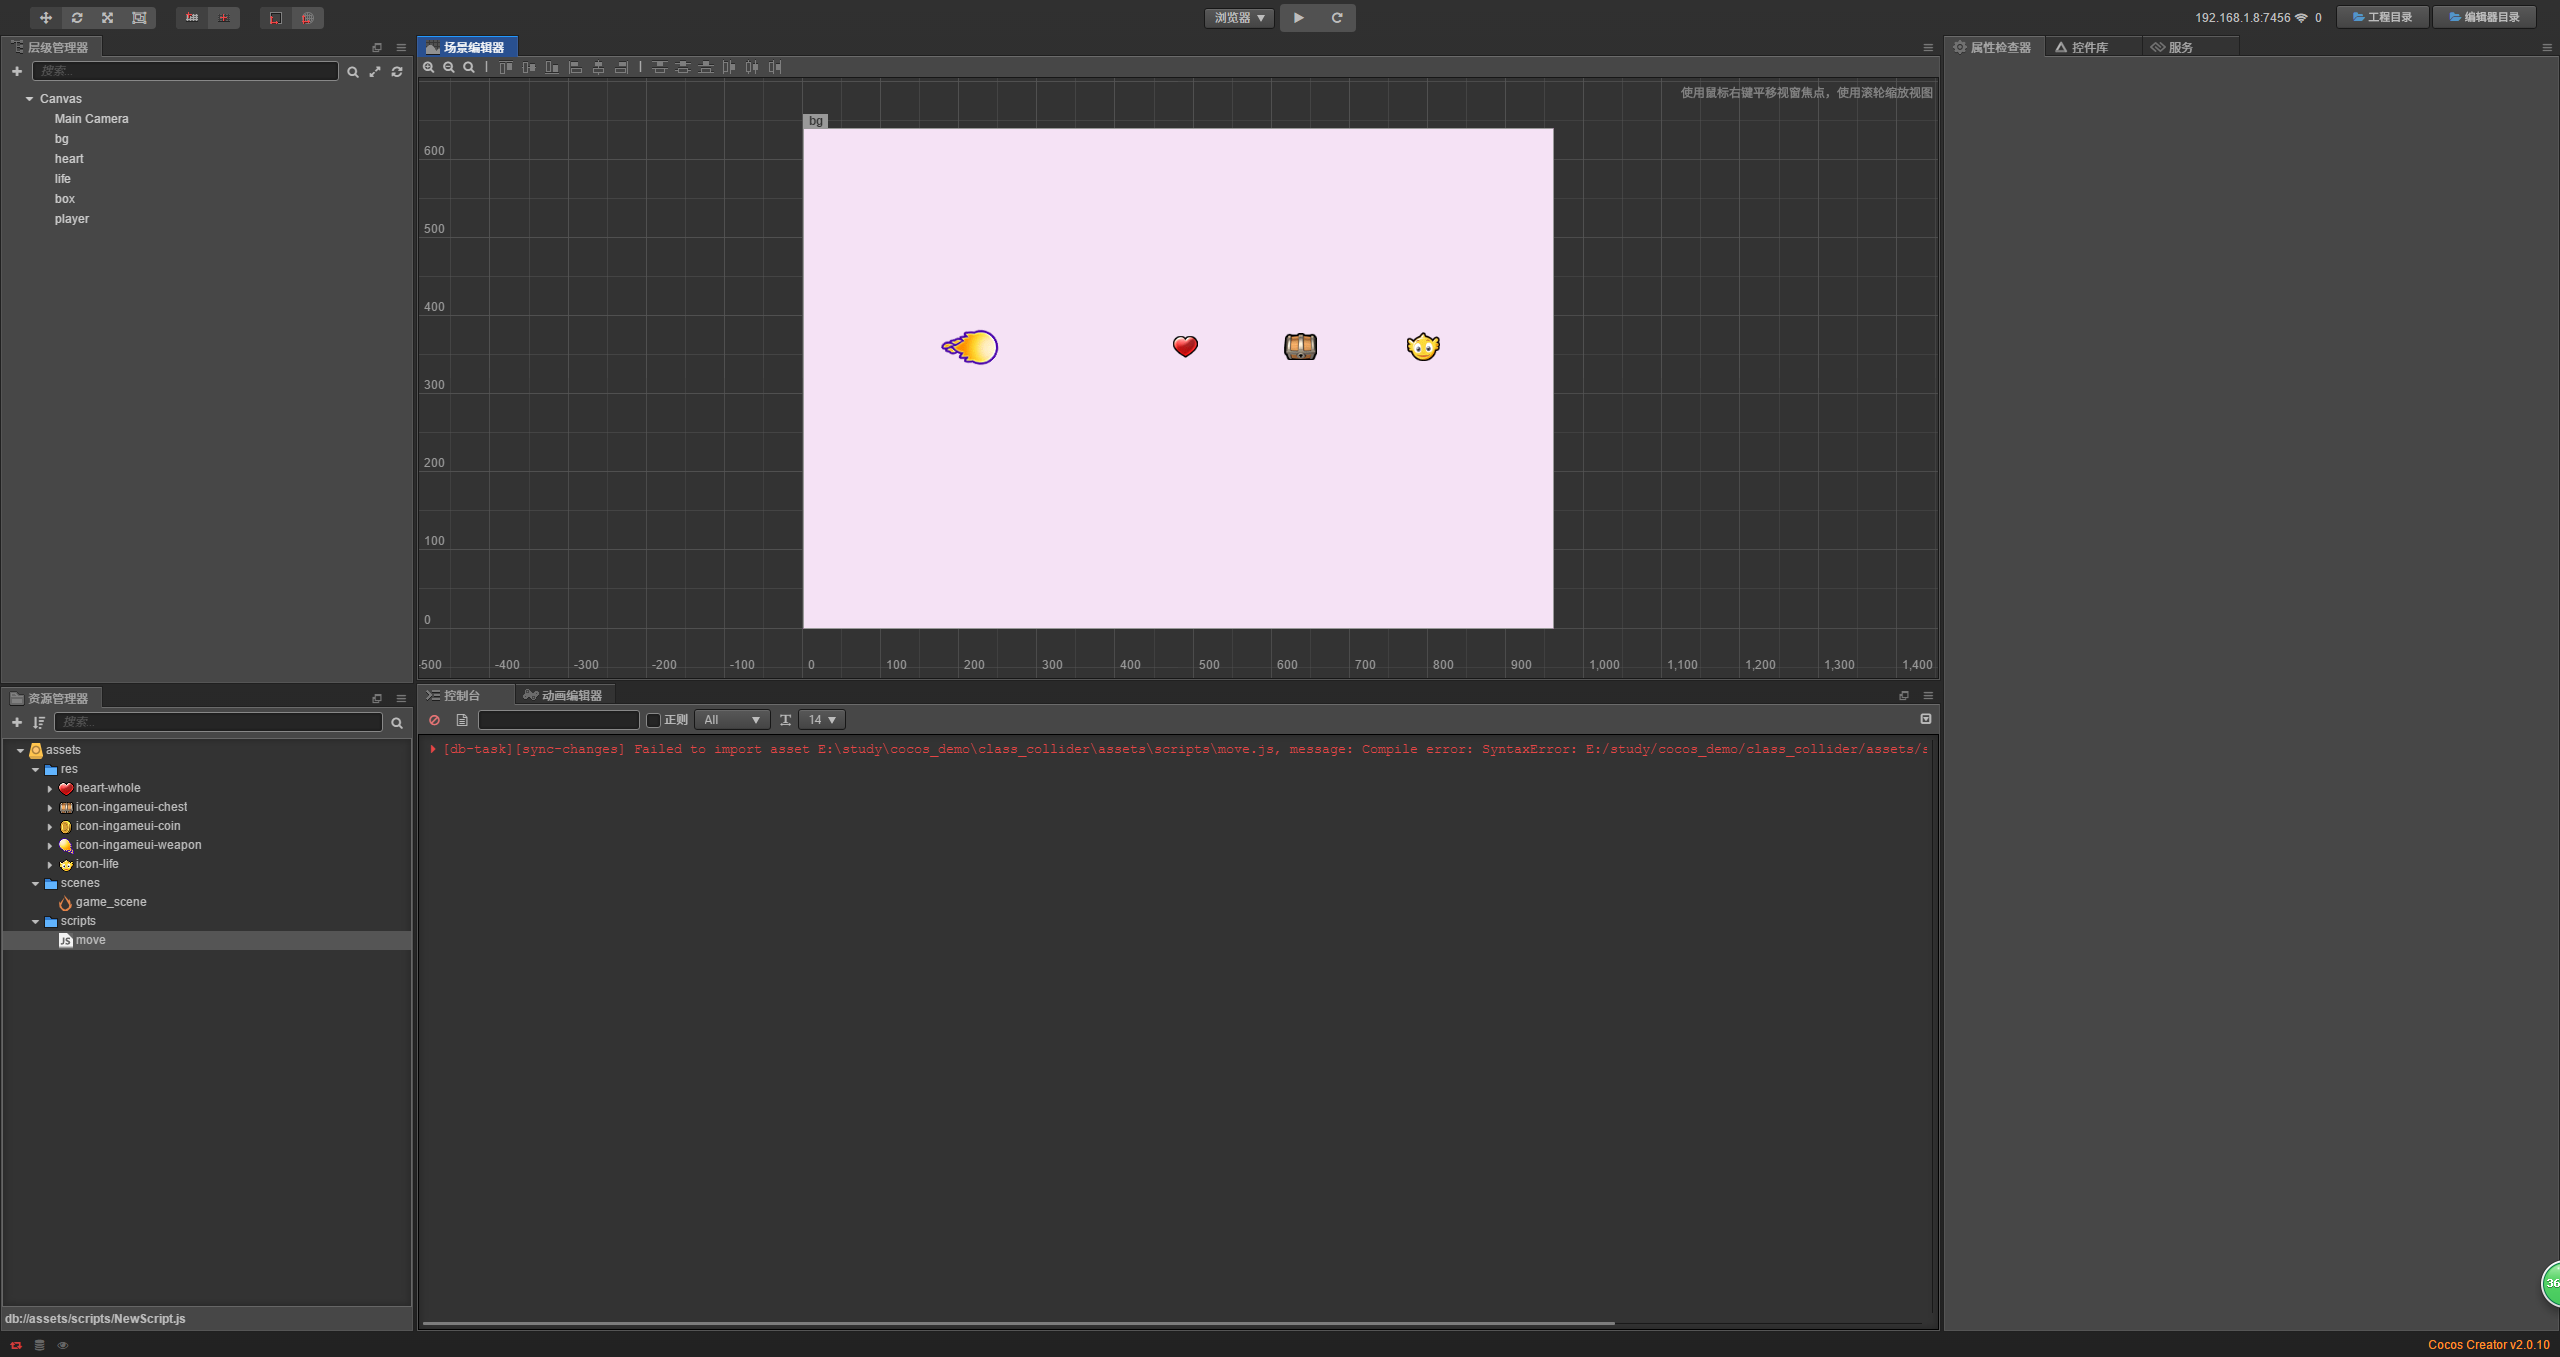 浏览器
192.168.1.8:7456 0
工程目录
编辑器目录
层级管理器
搜索...
Canvas
Main Camera
bg
heart
life
box
player
场景编辑器
使用鼠标右键平移视窗焦点，使用滚轮缩放视图
bg
600
500
400
300
200
100
0
-500 -400 -300 -200 -100 0 100 200 300 400 500 600 700 800 900 1,000 1,100 1,200 1,300 1,400
属性检查器 控件库 服务
资源管理器
搜索...
assets
res
heart-whole
icon-ingameui-chest
icon-ingameui-coin
icon-ingameui-weapon
icon-life
scenes
game_scene
scripts
JS move
db://assets/scripts/NewScript.js
控制台 动画编辑器
正则 All 14
[db-task][sync-changes] Failed to import asset E:\study\cocos_demo\class_collider\assets\scripts\move.js, message: Compile error: SyntaxError: E:/study/cocos_demo/class_collider/assets/s
36
Cocos Creator v2.0.10